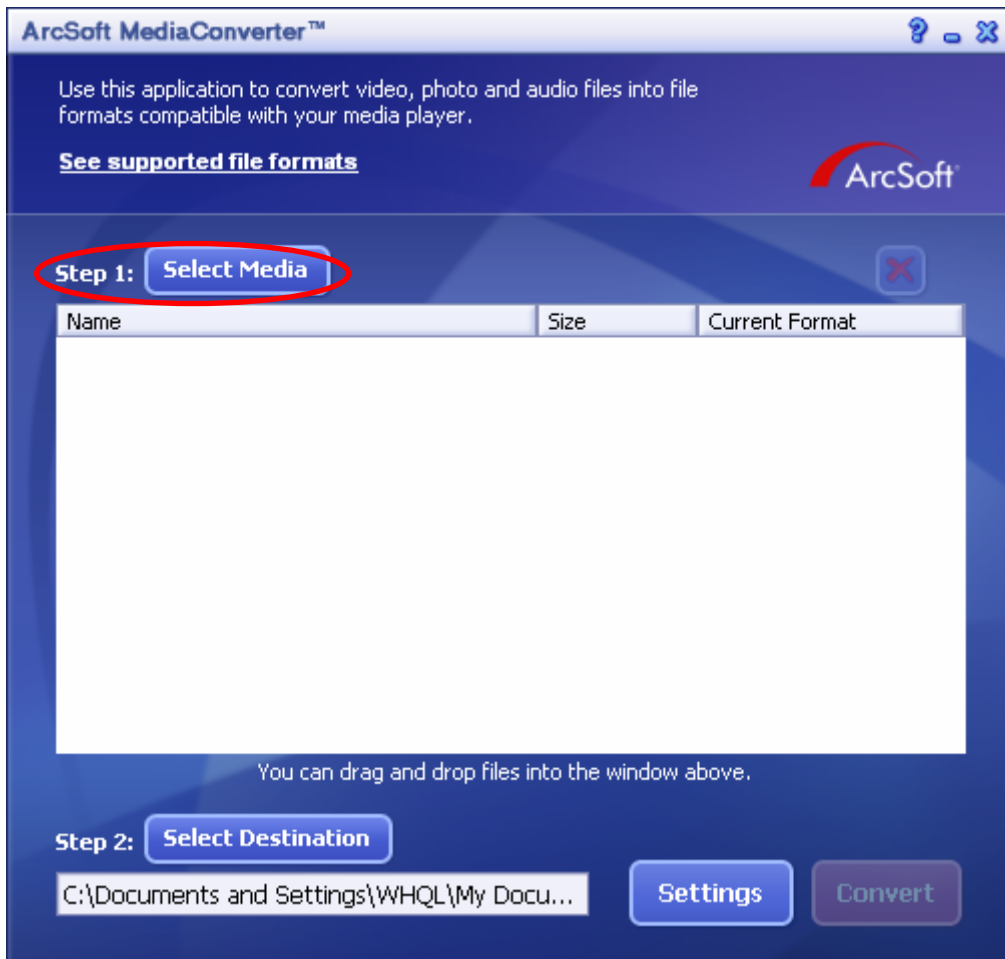 ArcSoft MediaConverter™
Use this application to convert video, photo and audio files into file
formats compatible with your media player.
See supported file formats
ArcSoft
Step 1: Select Media
Name Size Current Format
You can drag and drop files into the window above.
Step 2: Select Destination
C:\Documents and Settings\WHQL\My Docu...
Settings Convert